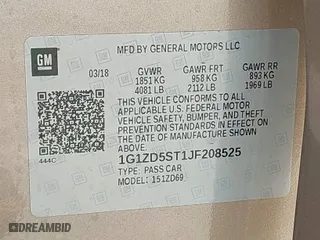 MFD BY GENERAL MOTORS LLC
GM
03/18 GVWR GAWR FRT GAWR RR
1851 KG 958 KG 893 KG
4081 LB 2112 LB 1969 LB
THIS VEHICLE CONFORMS TO ALL
APPLICABLE U.S. FEDERAL MOTOR
VEHICLE SAFETY, BUMPER, AND THEFT
PREVENTION STANDARDS IN EFFECT ON
THE DATE OF MANUFACTURE SHOWN
ABOVE.
444C
1G1ZD5ST1JF208525
TYPE: PASS CAR
MODEL: 151ZD69
DREAMBID